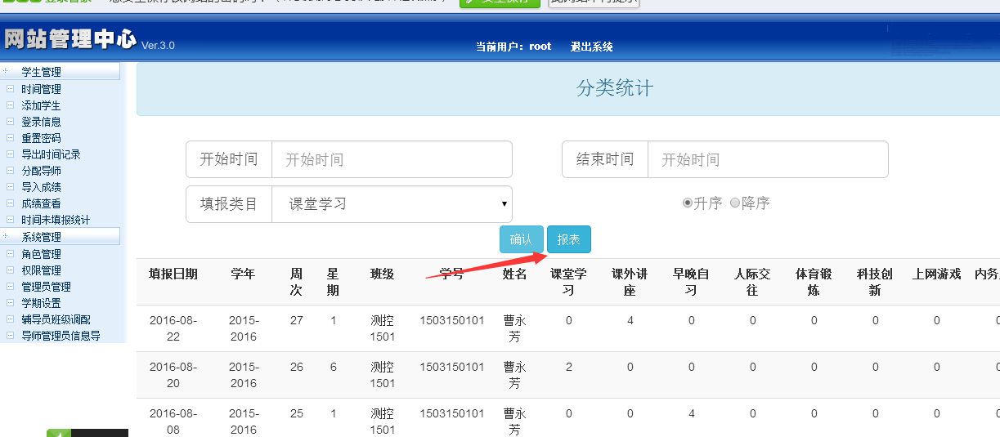 网站管理中心 Ver.3.0
当前用户：root 退出系统
学生管理
时间管理
添加学生
登录信息
重置密码
导出时间记录
分配导师
导入成绩
成绩查看
时间未填报统计
系统管理
角色管理
权限管理
管理员管理
学期设置
辅导员班级调配
导师管理员信息导
分类统计
开始时间 开始时间 结束时间 开始时间
填报类目 课堂学习 升序 降序
确认 报表
填报日期 学年 周次 星期 班级 学号 姓名 课堂学习 课外讲座 早晚自习 人际交往 体育锻炼 科技创新 上网游戏 内务
2016-08-22 2015-2016 27 1 测控1501 1503150101 曹永芳 0 4 0 0 0 0 0
2016-08-20 2015-2016 26 6 测控1501 1503150101 曹永芳 2 0 0 0 0 0 0
2016-08-08 2015-2016 25 1 测控1501 1503150101 曹永芳 0 0 4 0 0 0 0